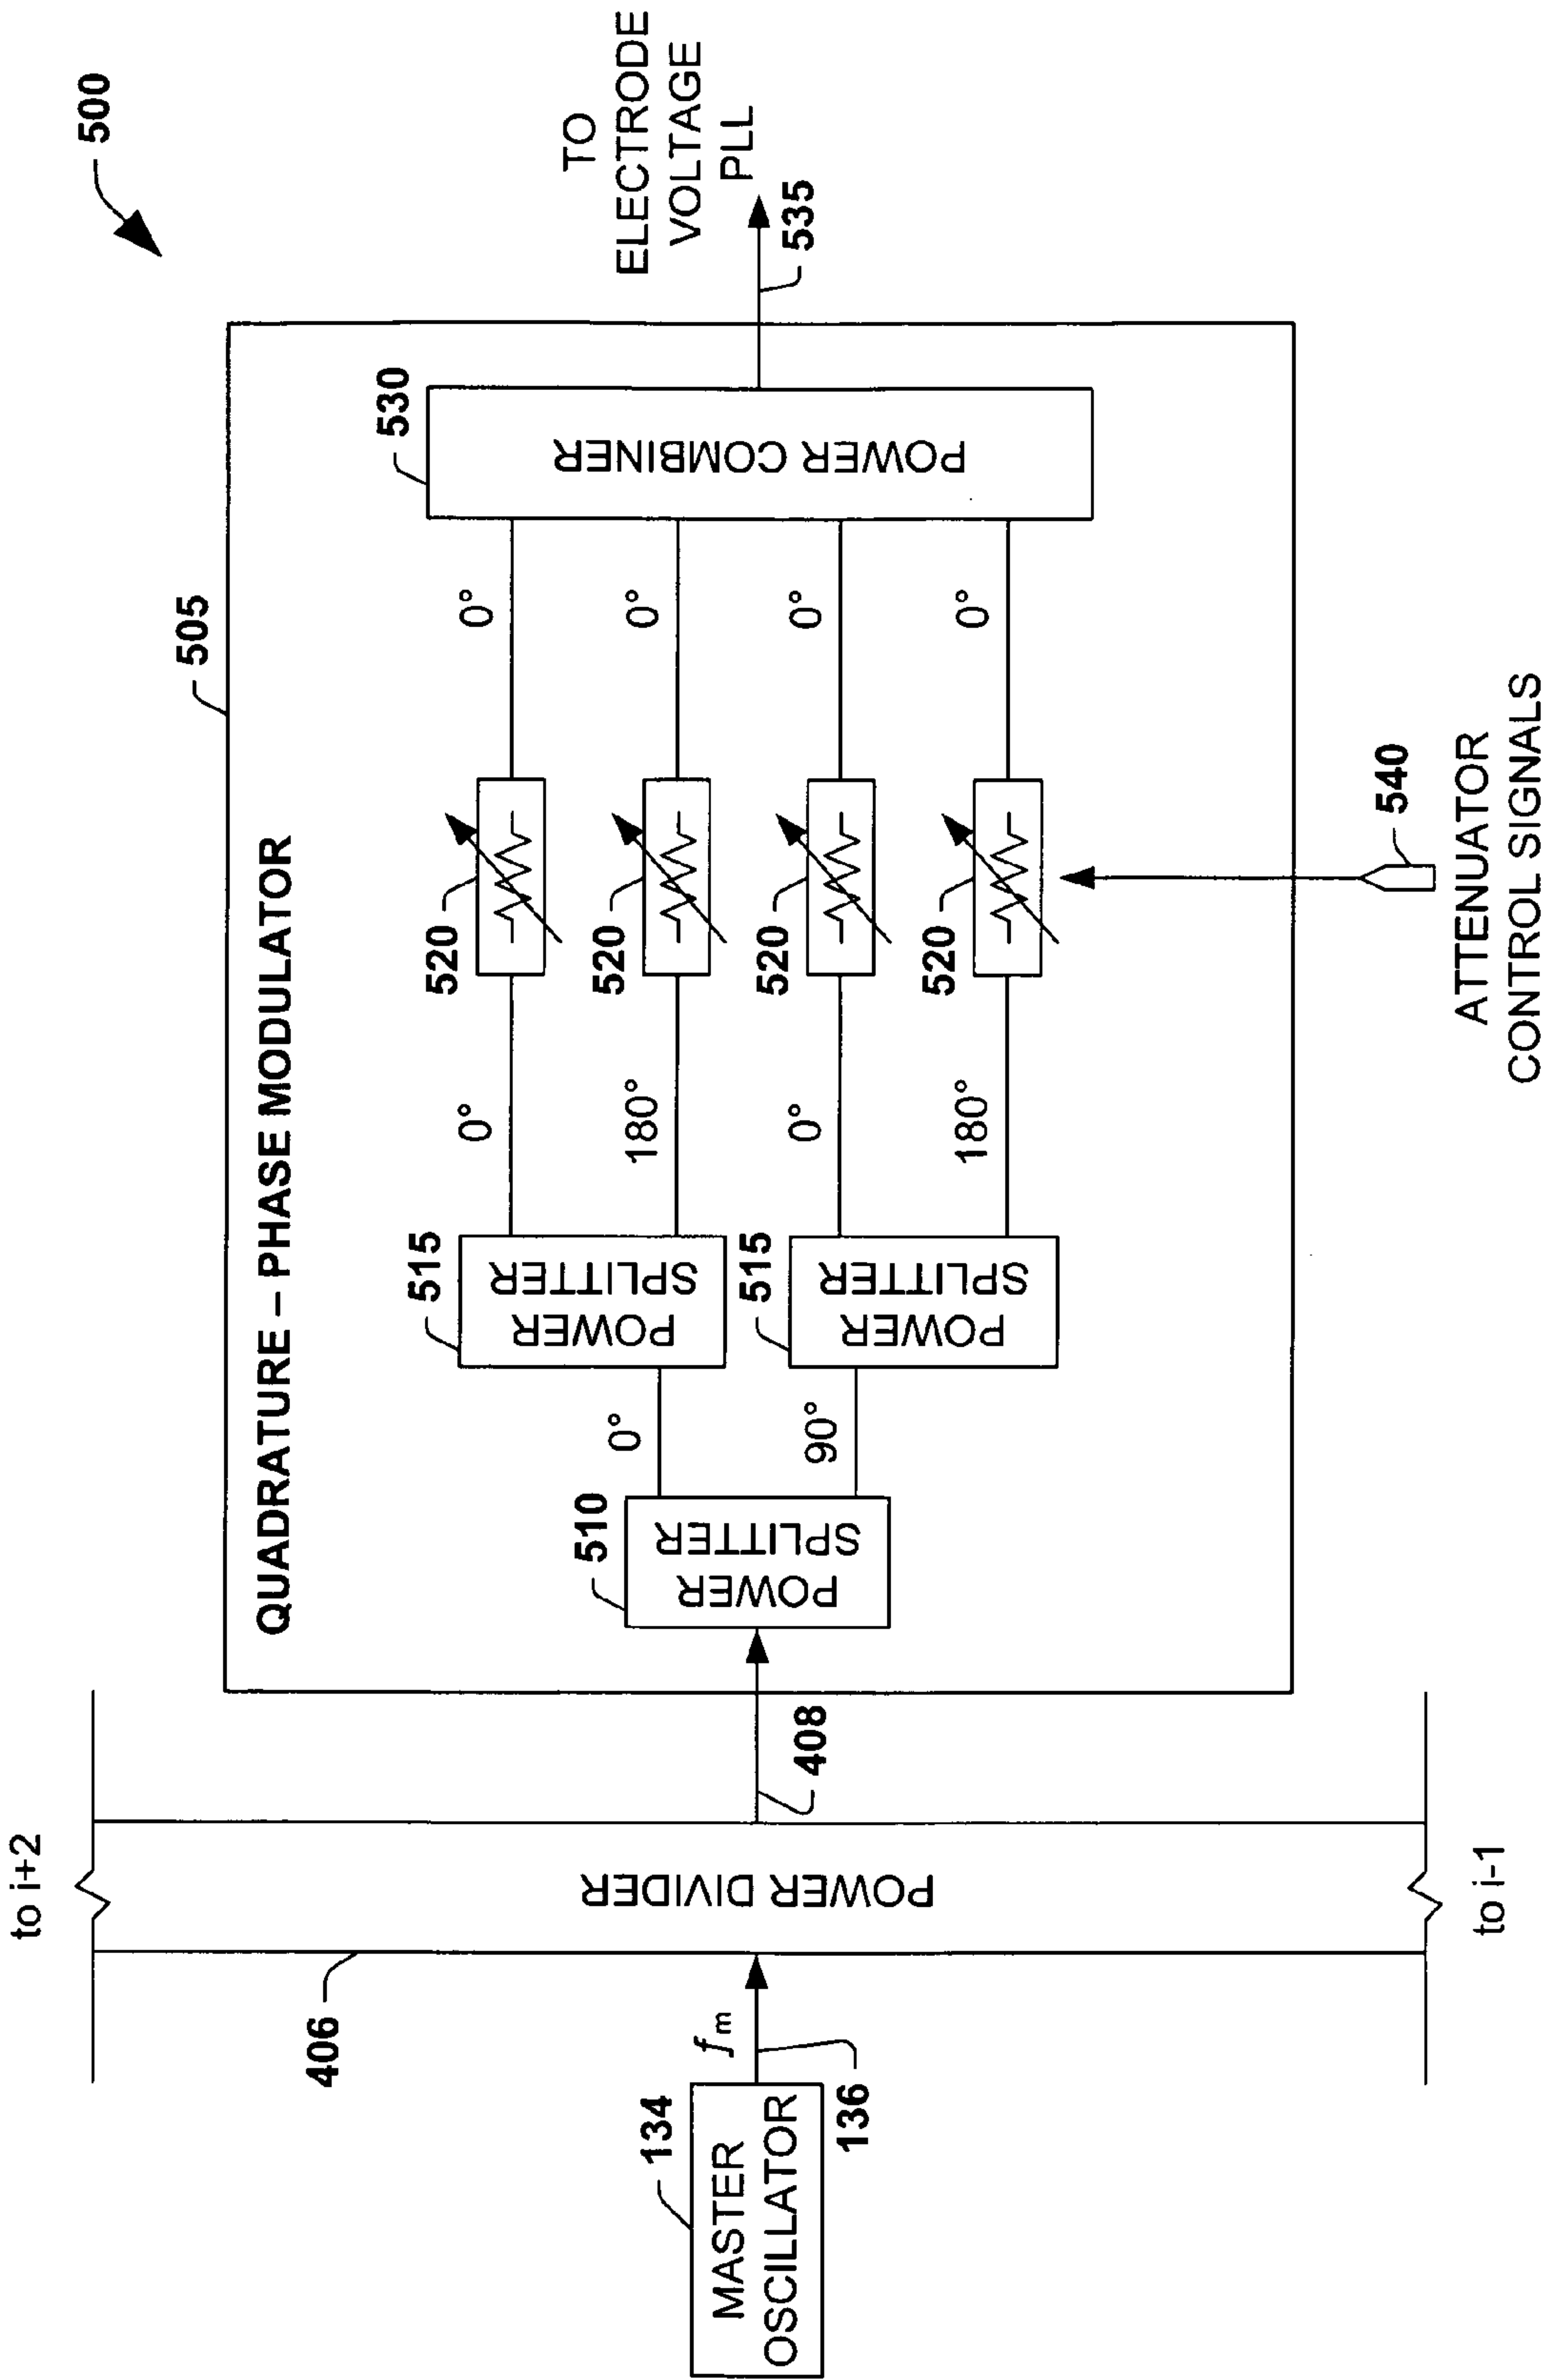 500
505
QUADRATURE – PHASE MODULATOR
to i+2
406
POWER DIVIDER
to i-1
134
MASTER
OSCILLATOR
fm
136
408
510
POWER
SPLITTER
0°
90°
515
POWER
SPLITTER
515
POWER
SPLITTER
0°
180°
0°
180°
520
520
520
520
0°
0°
0°
0°
530
POWER COMBINER
535
TO
ELECTRODE
VOLTAGE
PLL
540
ATTENUATOR
CONTROL SIGNALS